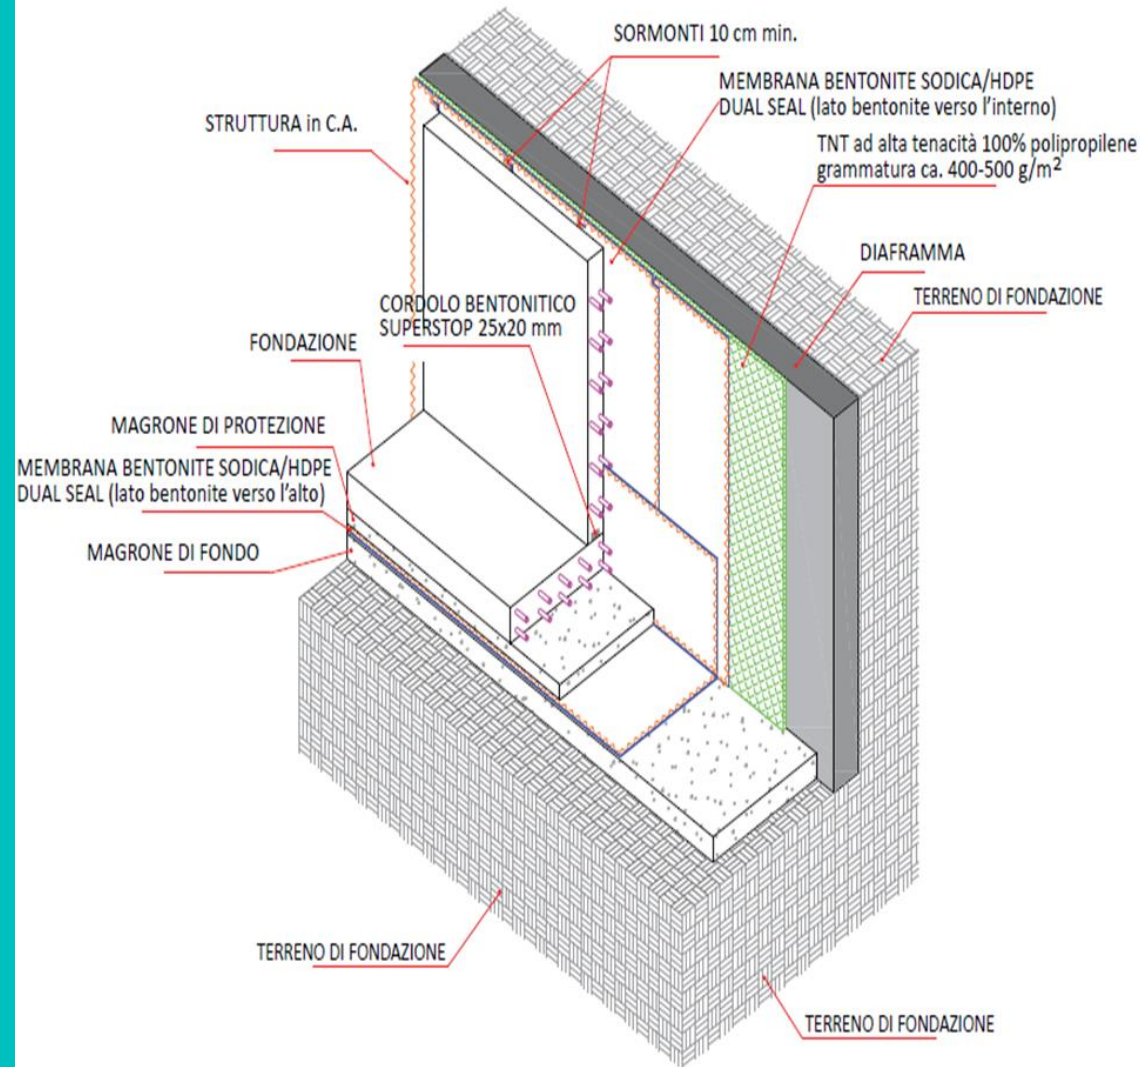 SORMONTI 10 cm min.
MEMBRANA BENTONITE SODICA/HDPE
DUAL SEAL (lato bentonite verso l'interno)
STRUTTURA in C.A.
TNT ad alta tenacità 100% polipropilene
grammatura ca. 400-500 g/m²
DIAFRAMMA
TERRENO DI FONDAZIONE
CORDOLO BENTONITICO
SUPERSTOP 25x20 mm
FONDAZIONE
MAGRONE DI PROTEZIONE
MEMBRANA BENTONITE SODICA/HDPE
DUAL SEAL (lato bentonite verso l'alto)
MAGRONE DI FONDO
TERRENO DI FONDAZIONE
TERRENO DI FONDAZIONE